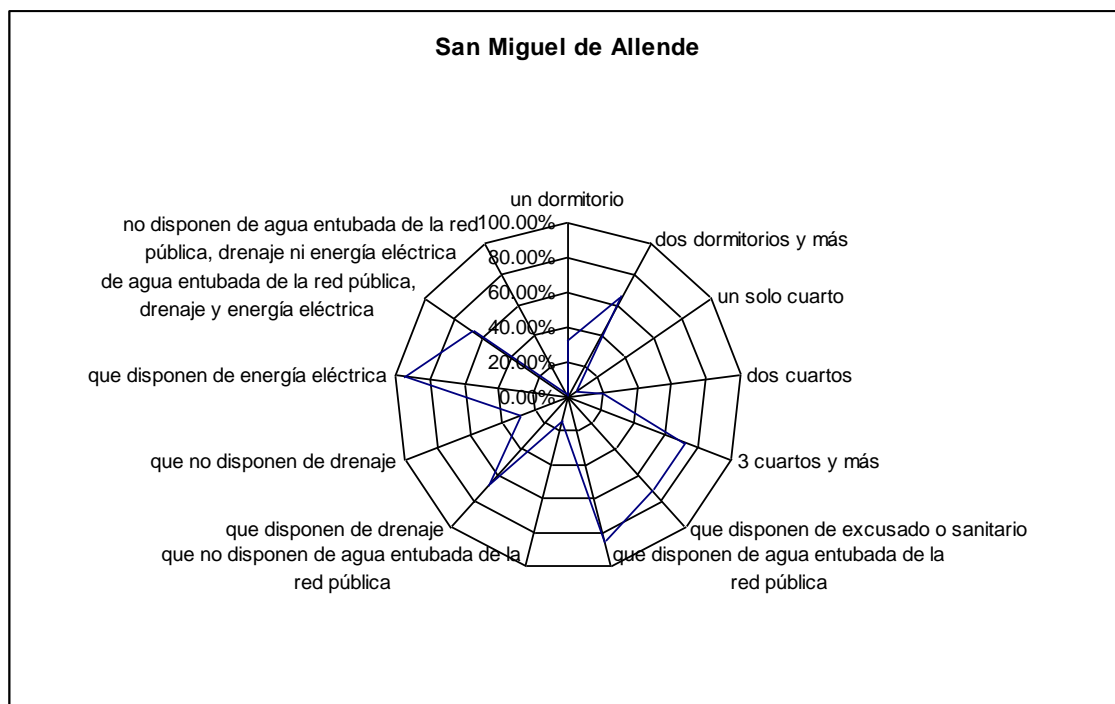 San Miguel de Allende
un dormitorio
dos dormitorios y más
un solo cuarto
dos cuartos
3 cuartos y más
que disponen de excusado o sanitario
que disponen de agua entubada de la
red pública
que no disponen de agua entubada de la
red pública
que disponen de drenaje
que no disponen de drenaje
que disponen de energía eléctrica
de agua entubada de la red pública,
drenaje y energía eléctrica
no disponen de agua entubada de la red
pública, drenaje ni energía eléctrica
100.00%
80.00%
60.00%
40.00%
20.00%
0.00%